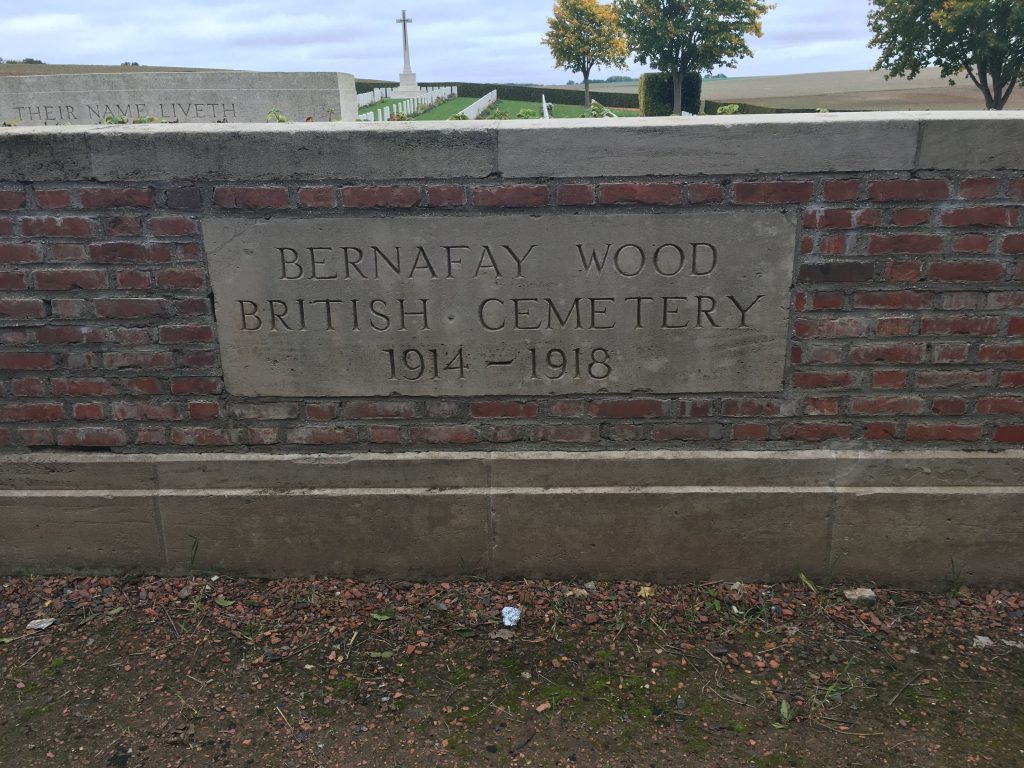 THEIR NAME LIVETH
BERNAFAY WOOD
BRITISH · CEMETERY
1914 – 1918